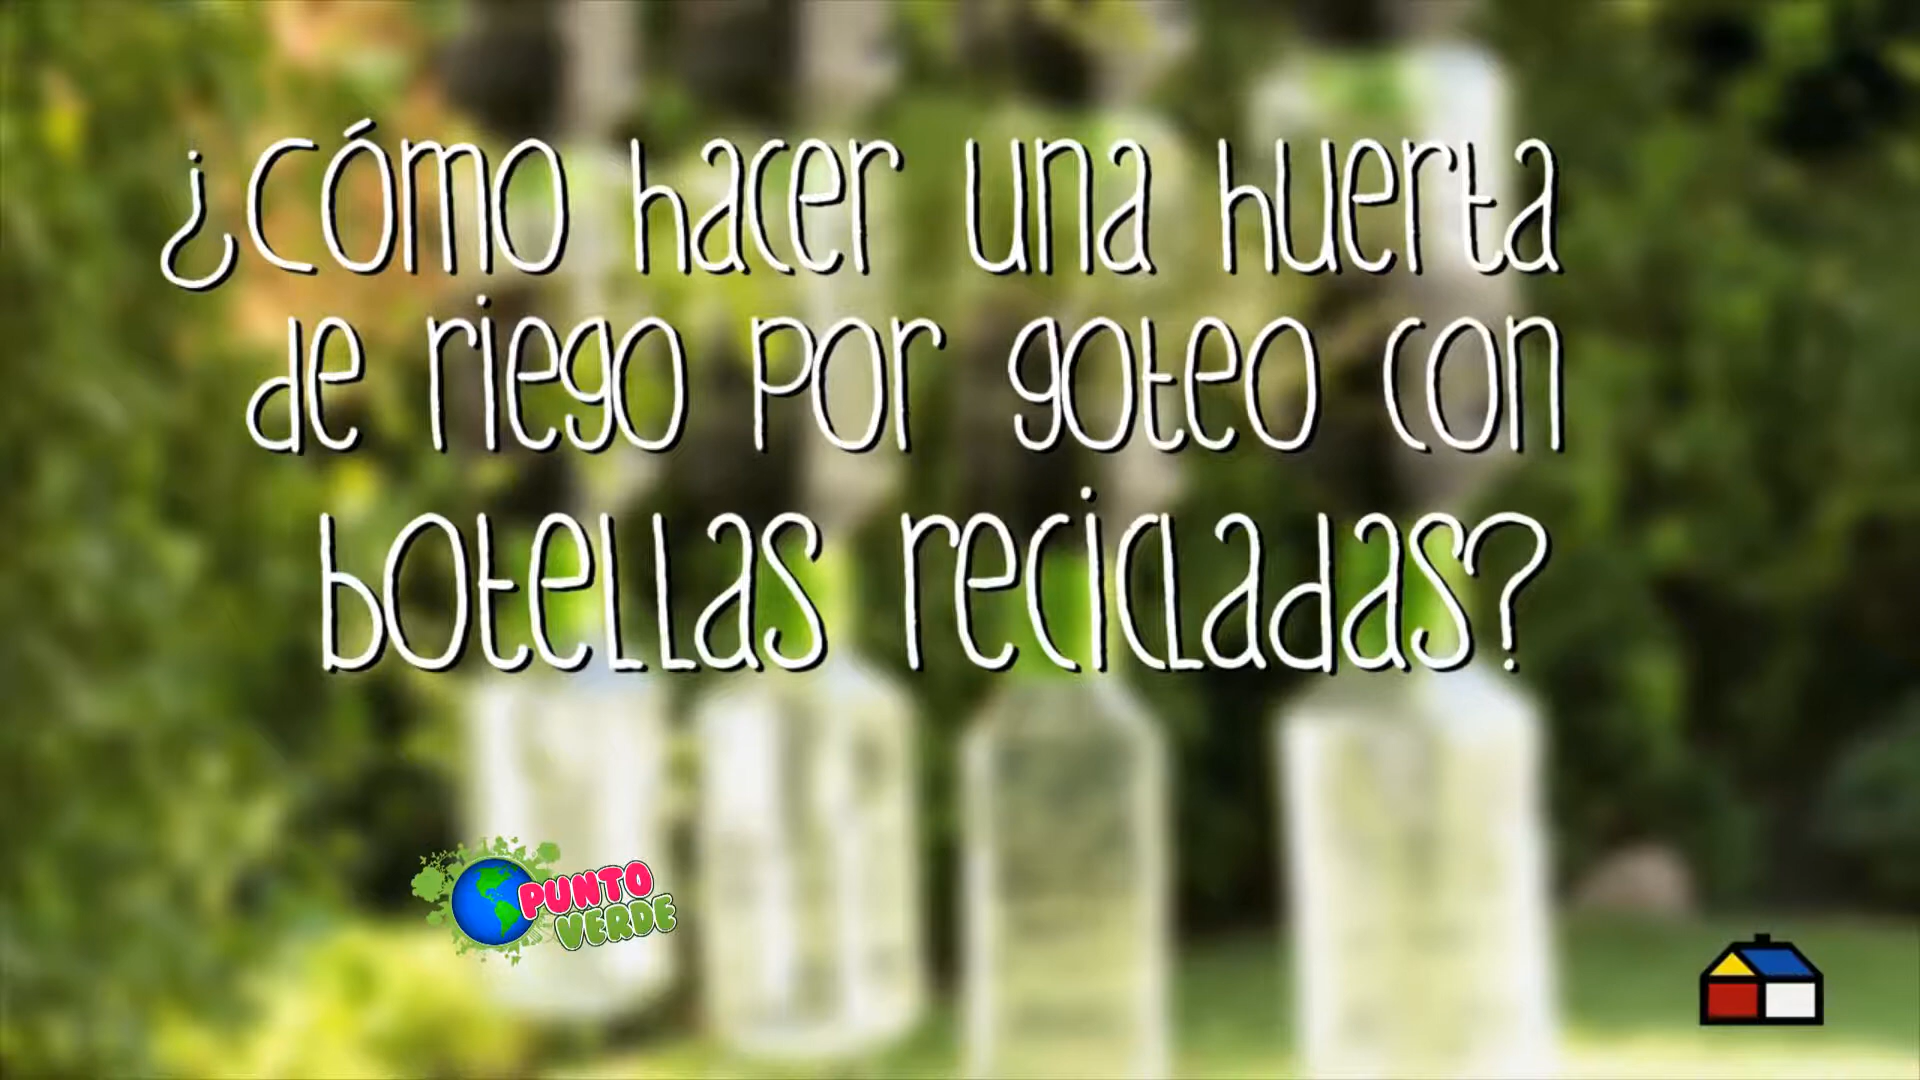 ¿Cómo hacer una huerta
de riego por goteo con
botellas recicladas?
PUNTO
VERDE